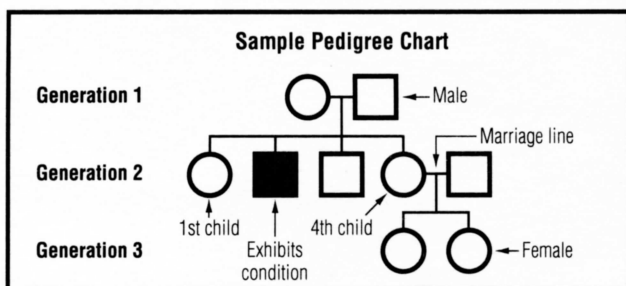 Sample Pedigree Chart
Generation 1
Male
Marriage line
Generation 2
1st child
4th child
Exhibits
condition
Generation 3
Female